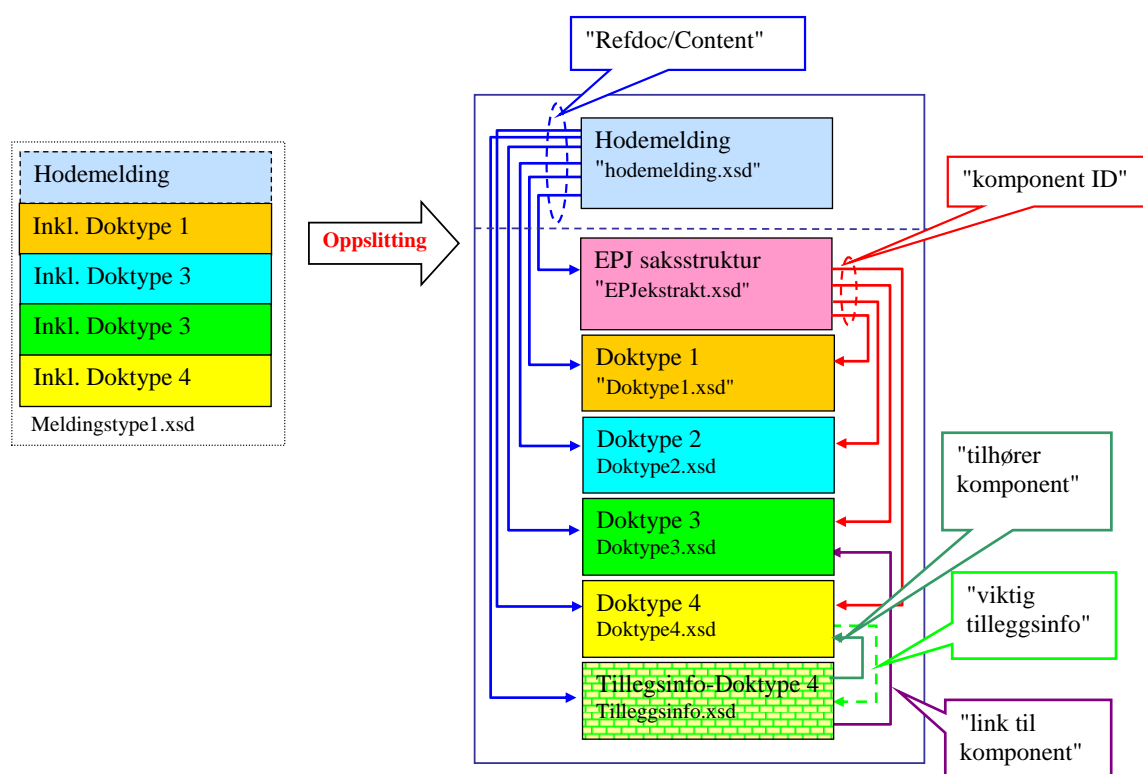 "Refdoc/Content"
Hodemelding
Inkl. Doktype 1
Inkl. Doktype 3
Inkl. Doktype 3
Inkl. Doktype 4
Meldingstype1.xsd
Oppslitting
Hodemelding
"hodemelding.xsd"
"komponent ID"
EPJ saksstruktur
"EPJekstrakt.xsd"
Doktype 1
"Doktype1.xsd"
Doktype 2
Doktype2.xsd
Doktype 3
Doktype3.xsd
Doktype 4
Doktype4.xsd
Tillegsinfo-Doktype 4
Tilleggsinfo.xsd
"tilhører
komponent"
"viktig
tilleggsinfo"
"link til
komponent"